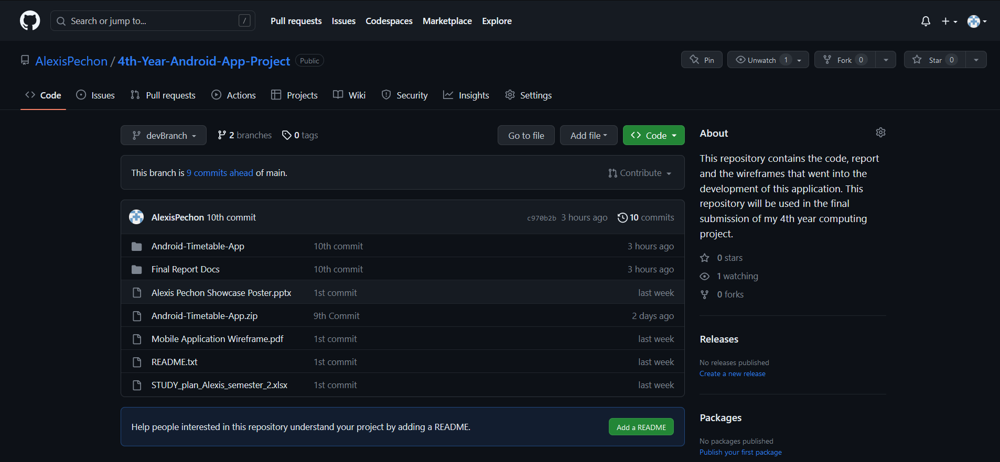 Search or jump to... /
Pull requests Issues Codespaces Marketplace Explore
AlexisPechon / 4th-Year-Android-App-Project Public
Pin Unwatch 1 Fork 0 Star 0
Code Issues Pull requests Actions Projects Wiki Security Insights Settings
devBranch 2 branches 0 tags Go to file Add file Code
This branch is 9 commits ahead of main. Contribute
AlexisPechon 10th commit c970b2b 3 hours ago 10 commits
Android-Timetable-App 10th commit 3 hours ago
Final Report Docs 10th commit 3 hours ago
Alexis Pechon Showcase Poster.pptx 1st commit last week
Android-Timetable-App.zip 9th Commit 2 days ago
Mobile Application Wireframe.pdf 1st commit last week
README.txt 1st commit last week
STUDY_plan_Alexis_semester_2.xlsx 1st commit last week
Help people interested in this repository understand your project by adding a README. Add a README
About
This repository contains the code, report
and the wireframes that went into the
development of this application. This
repository will be used in the final
submission of my 4th year computing
project.
0 stars
1 watching
0 forks
Releases
No releases published
Create a new release
Packages
No packages published
Publish your first package